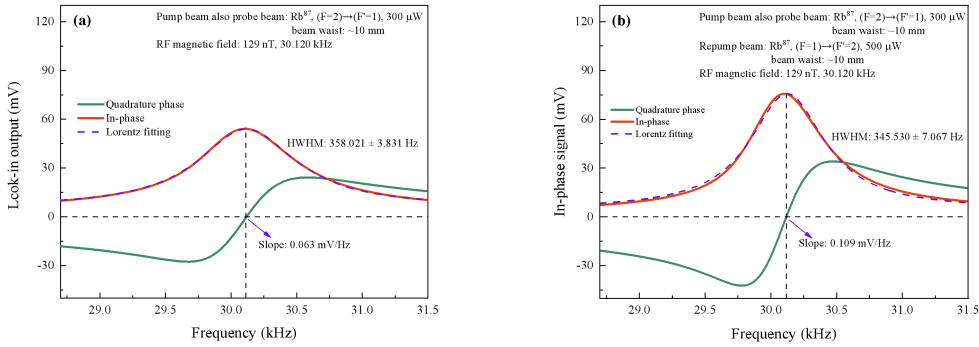 (a)
Pump beam also probe beam: Rb⁸⁷, (F=2)→(F'=1), 300 μW
beam waist: ~10 mm
RF magnetic field: 129 nT, 30.120 kHz
120
90
60
30
0
-30
Lcok-in output (mV)
Quadrature phase
In-phase
Lorentz fitting
HWHM: 358.021 ± 3.831 Hz
Slope: 0.063 mV/Hz
29.0 29.5 30.0 30.5 31.0 31.5
Frequency (kHz)
(b)
Pump beam also probe beam: Rb⁸⁷, (F=2)→(F'=1), 300 μW
beam waist: ~10 mm
Repump beam: Rb⁸⁷, (F=1)→(F'=2), 500 μW
beam waist: ~10 mm
RF magnetic field: 129 nT, 30.120 kHz
120
90
60
30
0
-30
In-phase signal (mV)
Quadrature phase
In-phase
Lorentz fitting
HWHM: 345.530 ± 7.067 Hz
Slope: 0.109 mV/Hz
29.0 29.5 30.0 30.5 31.0 31.5
Frequency (kHz)